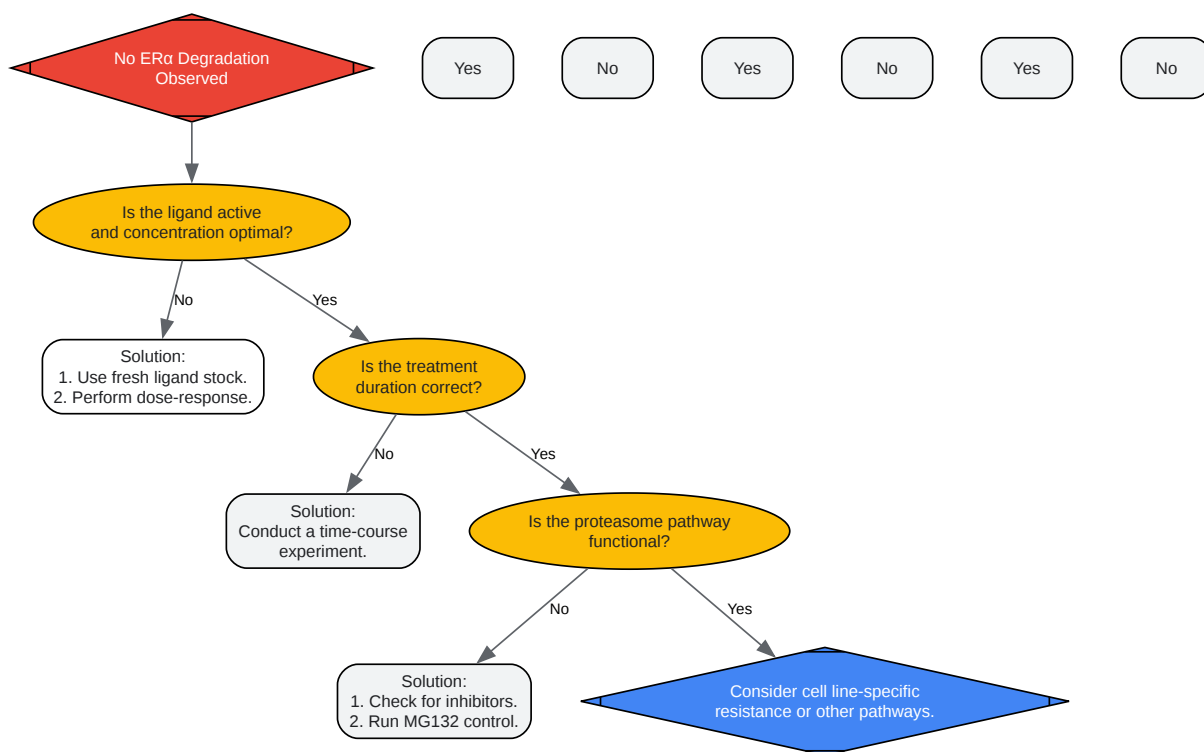 No ERα Degradation
Observed
Yes
No
Yes
No
Yes
No
Is the ligand active
and concentration optimal?
No
Yes
Solution:
1. Use fresh ligand stock.
2. Perform dose-response.
Is the treatment
duration correct?
No
Yes
Solution:
Conduct a time-course
experiment.
Is the proteasome pathway
functional?
No
Yes
Solution:
1. Check for inhibitors.
2. Run MG132 control.
Consider cell line-specific
resistance or other pathways.